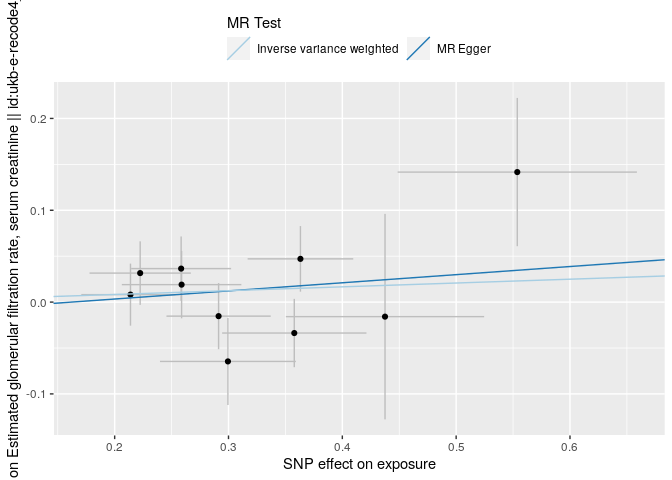 MR Test
Inverse variance weighted
MR Egger
on Estimated glomerular filtration rate, serum creatinine || id:ukb-e-recode4
0.2
0.1
0.0
-0.1
0.2
0.3
0.4
0.5
0.6
SNP effect on exposure